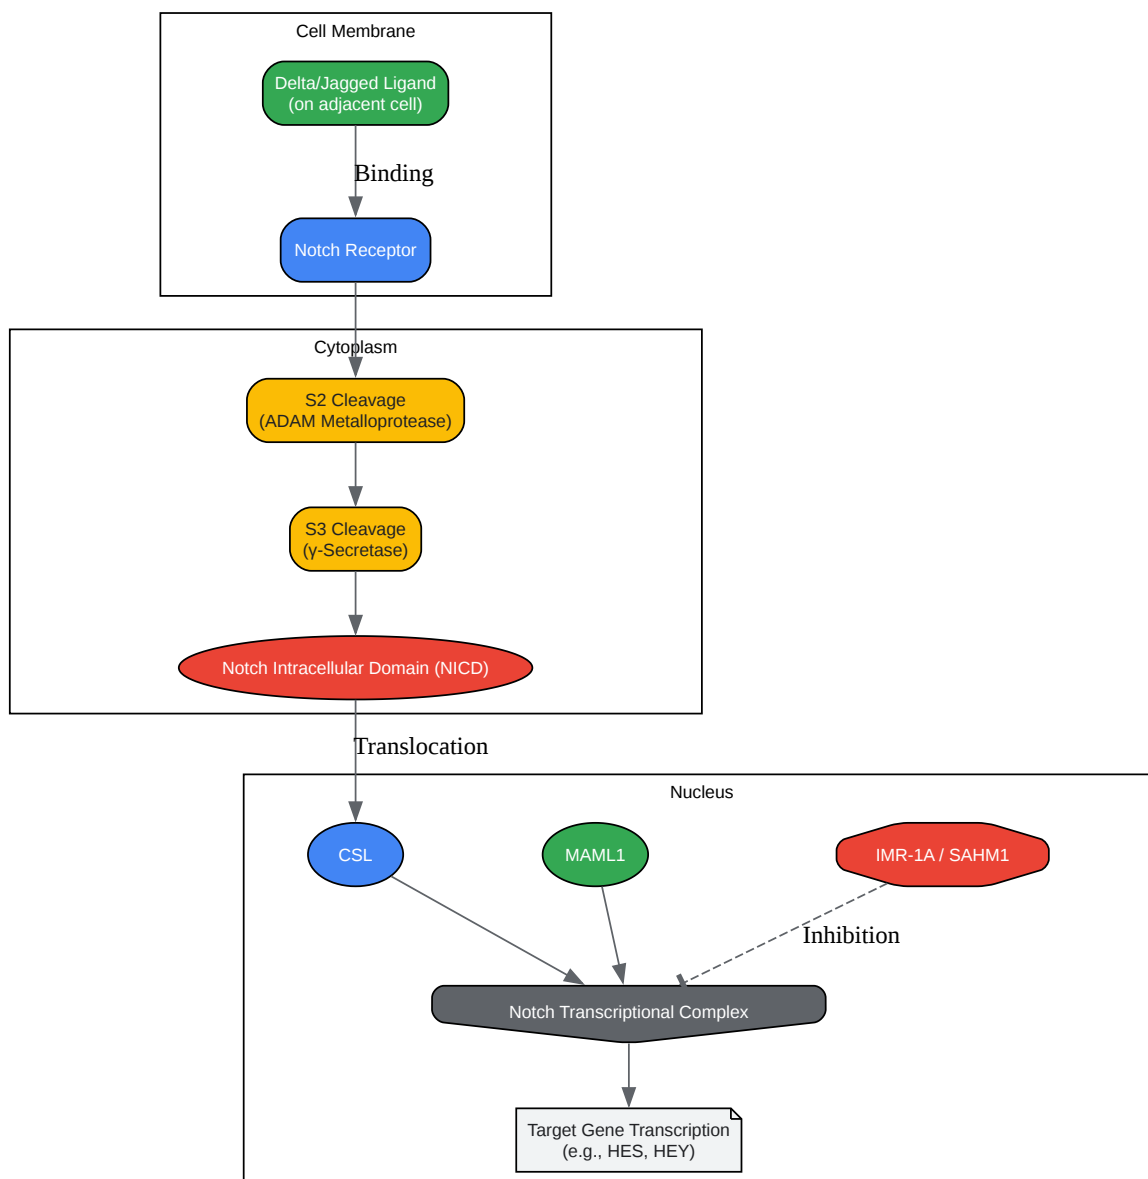 Cell Membrane
Delta/Jagged Ligand
(on adjacent cell)
Binding
Notch Receptor
Cytoplasm
S2 Cleavage
(ADAM Metalloprotease)
S3 Cleavage
(γ-Secretase)
Notch Intracellular Domain (NICD)
Translocation
Nucleus
CSL
MAML1
IMR-1A / SAHM1
Inhibition
Notch Transcriptional Complex
Target Gene Transcription
(e.g., HES, HEY)